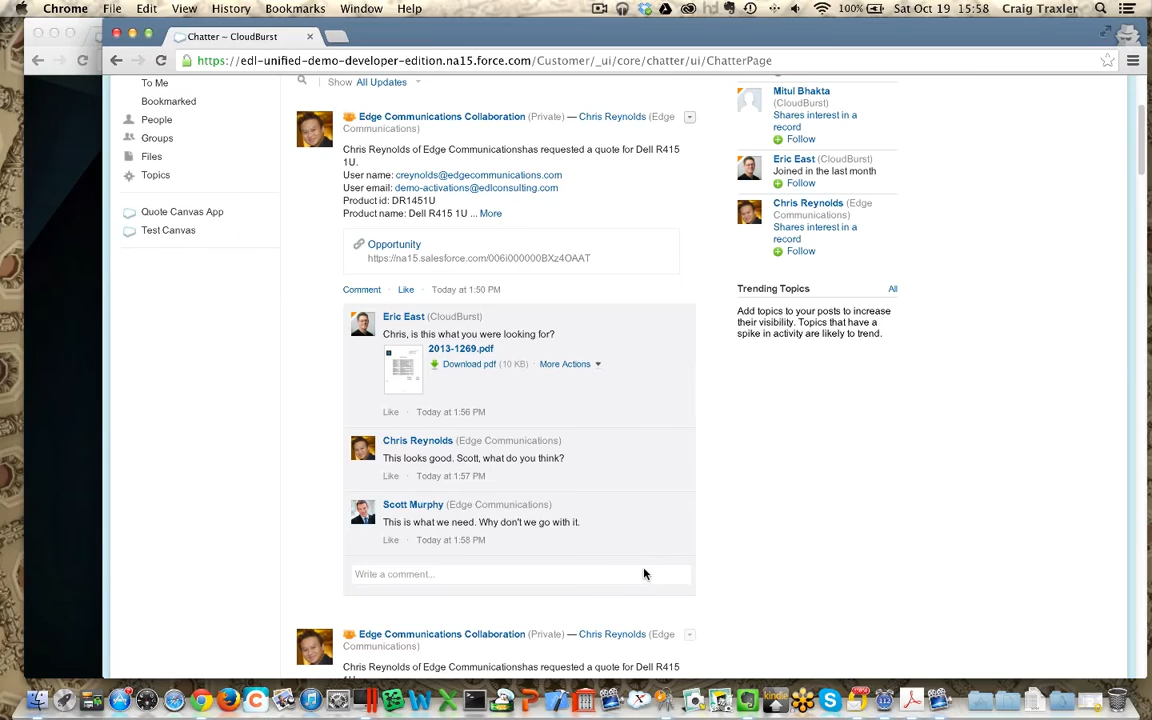 Chrome File Edit View History Bookmarks Window Help 100% Sat Oct 19 15:58 Craig Traxler
Chatter ~ CloudBurst
https://edl-unified-demo-developer-edition.na15.force.com/Customer/_ui/core/chatter/ui/ChatterPage
To Me
Bookmarked
People
Groups
Files
Topics
Quote Canvas App
Test Canvas
Show All Updates
Edge Communications Collaboration (Private) — Chris Reynolds (Edge
Communications)
Chris Reynolds of Edge Communicationshas requested a quote for Dell R415
1U.
User name: creynolds@edgecommunications.com
User email: demo-activations@edlconsulting.com
Product id: DR1451U
Product name: Dell R415 1U ... More
Opportunity
https://na15.salesforce.com/006i000000BXz4OAAT
Comment · Like · Today at 1:50 PM
Eric East (CloudBurst)
Chris, is this what you were looking for?
2013-1269.pdf
Download pdf (10 KB) · More Actions
Like · Today at 1:56 PM
Chris Reynolds (Edge Communications)
This looks good. Scott, what do you think?
Like · Today at 1:57 PM
Scott Murphy (Edge Communications)
This is what we need. Why don't we go with it.
Like · Today at 1:58 PM
Write a comment...
Edge Communications Collaboration (Private) — Chris Reynolds (Edge
Communications)
Chris Reynolds of Edge Communicationshas requested a quote for Dell R415
Mitul Bhakta
(CloudBurst)
Shares interest in a
record
Follow
Eric East (CloudBurst)
Joined in the last month
Follow
Chris Reynolds (Edge
Communications)
Shares interest in a
record
Follow
Trending Topics All
Add topics to your posts to increase
their visibility. Topics that have a
spike in activity are likely to trend.